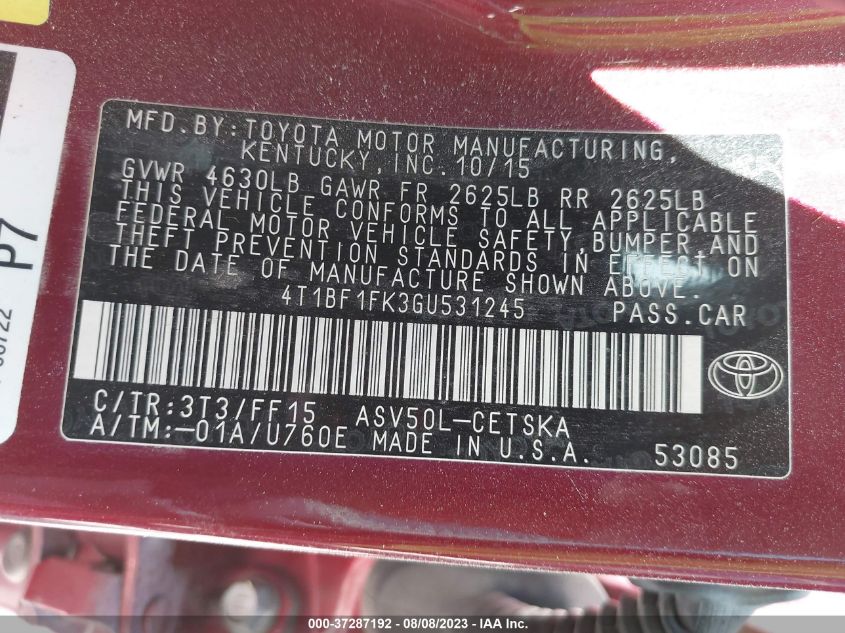 MFD.BY:TOYOTA MOTOR MANUFACTURING,
KENTUCKY, INC. 10/15
GVWR 4630LB GAWR FR 2625LB RR 2625LB
THIS VEHICLE CONFORMS TO ALL APPLICABLE
FEDERAL MOTOR VEHICLE SAFETY, BUMPER, AND
THEFT PREVENTION STANDARDS IN EFFECT ON
THE DATE OF MANUFACTURE SHOWN ABOVE.
4T1BF1FK3GU531245 PASS.CAR
C/TR:3T3/FF15 ASV50L-CETSKA
A/TM:-01A/U760E MADE IN U.S.A. 53085
P7
000-37287192 - 08/08/2023 - IAA Inc.